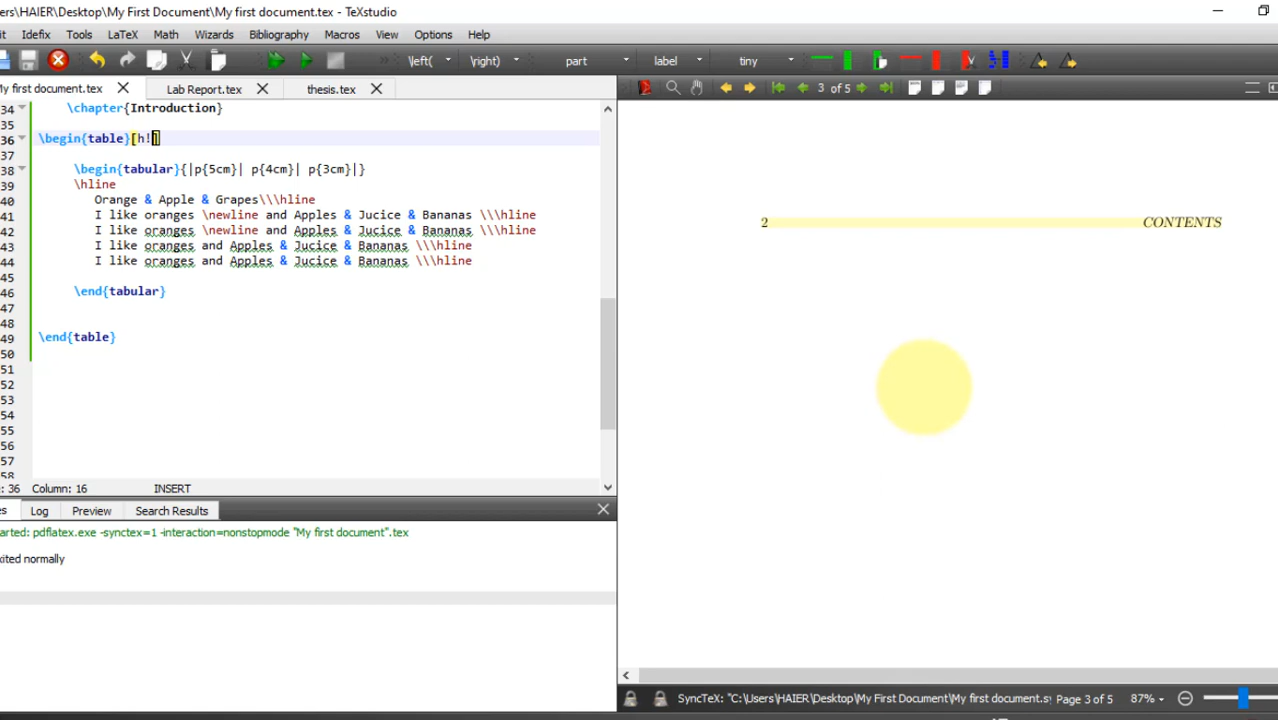 ers\HAIER\Desktop\My First Document\My first document.tex - TeXstudio
it Idefix Tools LaTeX Math Wizards Bibliography Macros View Options Help
\left( \right) part label tiny
My first document.tex Lab Report.tex thesis.tex
3 of 5
34 \chapter{Introduction}
35
36 \begin{table}[h!]
37
38 \begin{tabular}{|p{5cm}| p{4cm}| p{3cm}|}
39 \hline
40 Orange & Apple & Grapes\\\hline
41 I like oranges \newline and Apples & Jucice & Bananas \\\hline
42 I like oranges \newline and Apples & Jucice & Bananas \\\hline
43 I like oranges and Apples & Jucice & Bananas \\\hline
44 I like oranges and Apples & Jucice & Bananas \\\hline
45
46 \end{tabular}
47
48
49 \end{table}
50
51
52
53
54
55
56
57
58
: 36 Column: 16 INSERT
es Log Preview Search Results
arted: pdflatex.exe -synctex=1 -interaction=nonstopmode "My first document".tex
xited normally
2 CONTENTS
SyncTeX: "C:\Users\HAIER\Desktop\My First Document\My first document.sy Page 3 of 5 87%